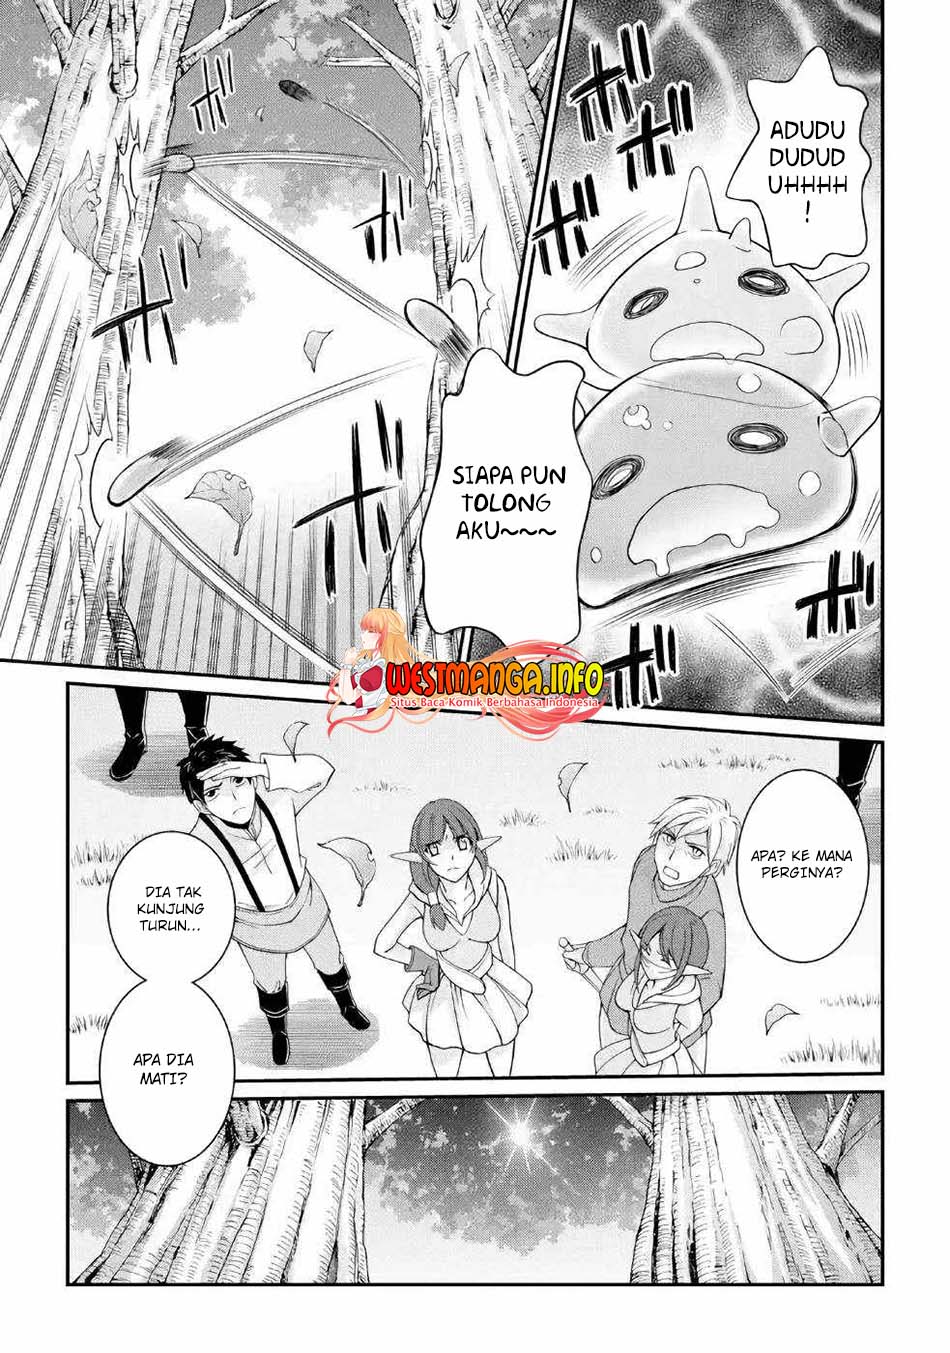 ADUDU
DUDUD
UHHHH
!
SIAPA PUN
TOLONG
AKU~~~
WESTMANGA.INFO
Situs Baca Komik Berbahasa Indonesia
APA? KE MANA
PERGINYA?
DIA TAK
KUNJUNG
TURUN...
APA DIA
MATI?